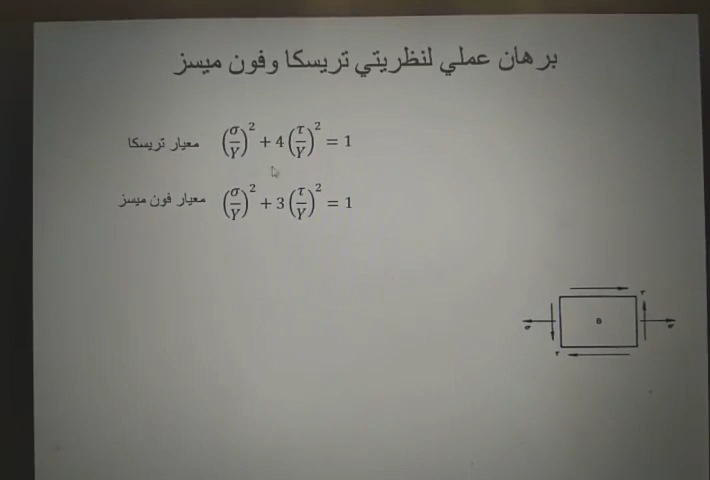 برهان عملي لنظريتي تريسكا وفون ميسز
معيار تريسكا (σ/Y)² + 4(τ/Y)² = 1
معيار فون ميسز (σ/Y)² + 3(τ/Y)² = 1
τ
B
σ σ
τ